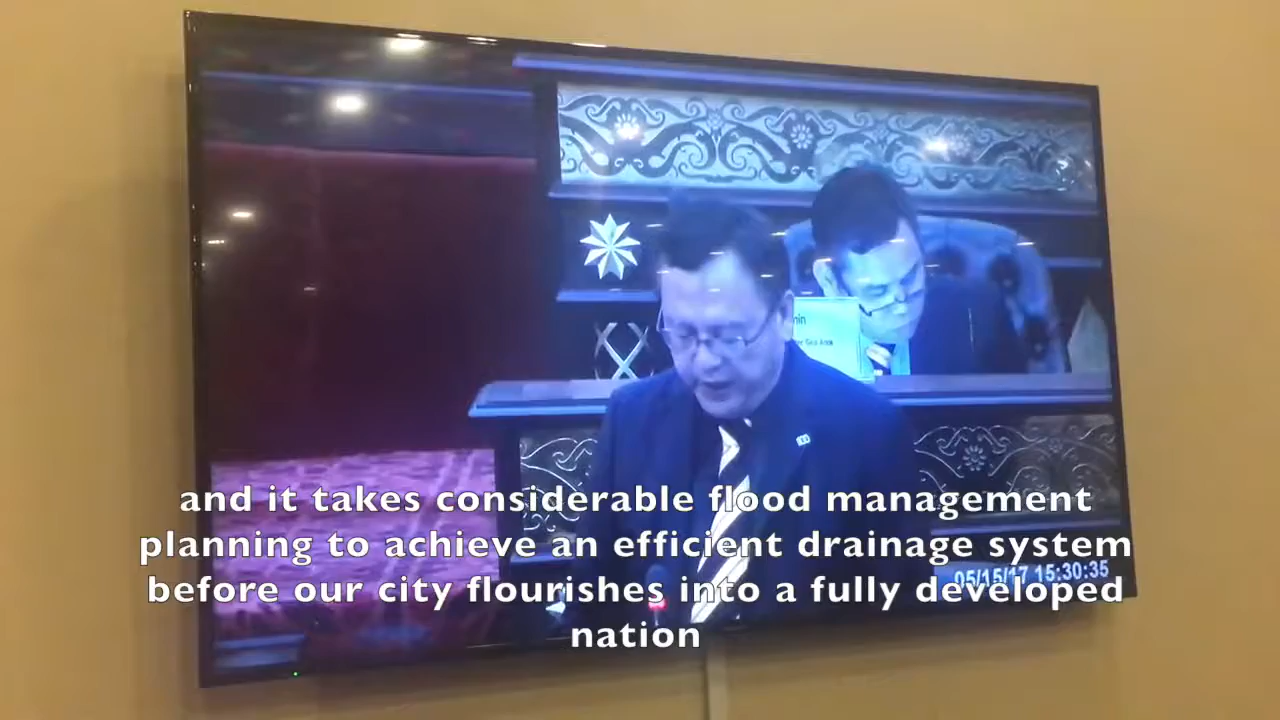 and it takes considerable flood management
planning to achieve an efficient drainage system
before our city flourishes into a fully developed
nation
05/15/17 15:30:35